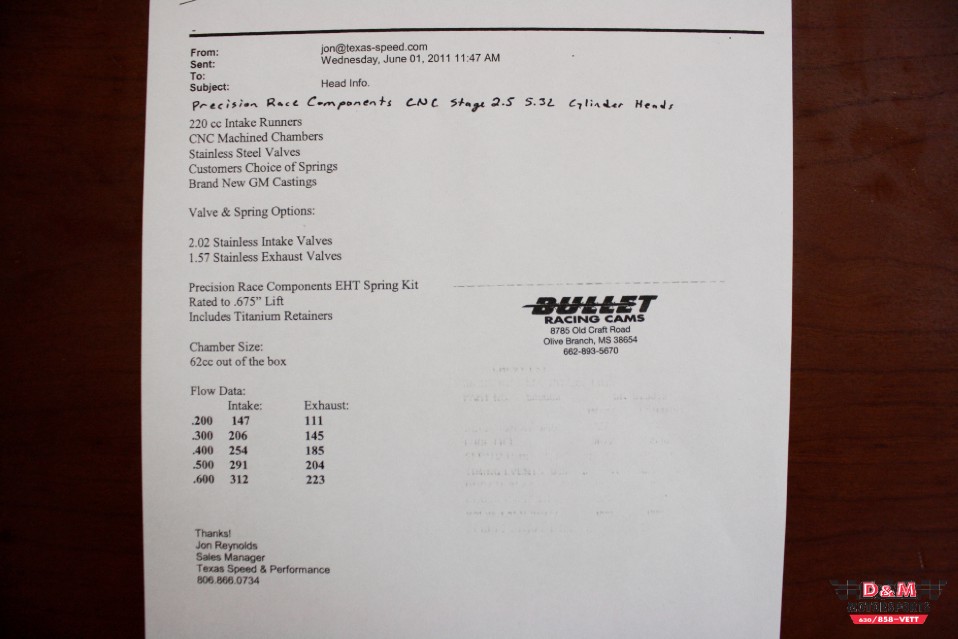 From: jon@texas-speed.com
Sent: Wednesday, June 01, 2011 11:47 AM
To:
Subject: Head Info.
Precision Race Components CNC Stage 2.5 5.3L Cylinder Heads
220 cc Intake Runners
CNC Machined Chambers
Stainless Steel Valves
Customers Choice of Springs
Brand New GM Castings
Valve & Spring Options:
2.02 Stainless Intake Valves
1.57 Stainless Exhaust Valves
Precision Race Components EHT Spring Kit
Rated to .675” Lift
Includes Titanium Retainers
BULLET
RACING CAMS
8785 Old Craft Road
Olive Branch, MS 38654
662-893-5670
Chamber Size:
62cc out of the box
Flow Data:
Intake: Exhaust:
.200 147 111
.300 206 145
.400 254 185
.500 291 204
.600 312 223
Thanks!
Jon Reynolds
Sales Manager
Texas Speed & Performance
806.866.0734
D&M
MOTORSPORTS
630/858-VETT